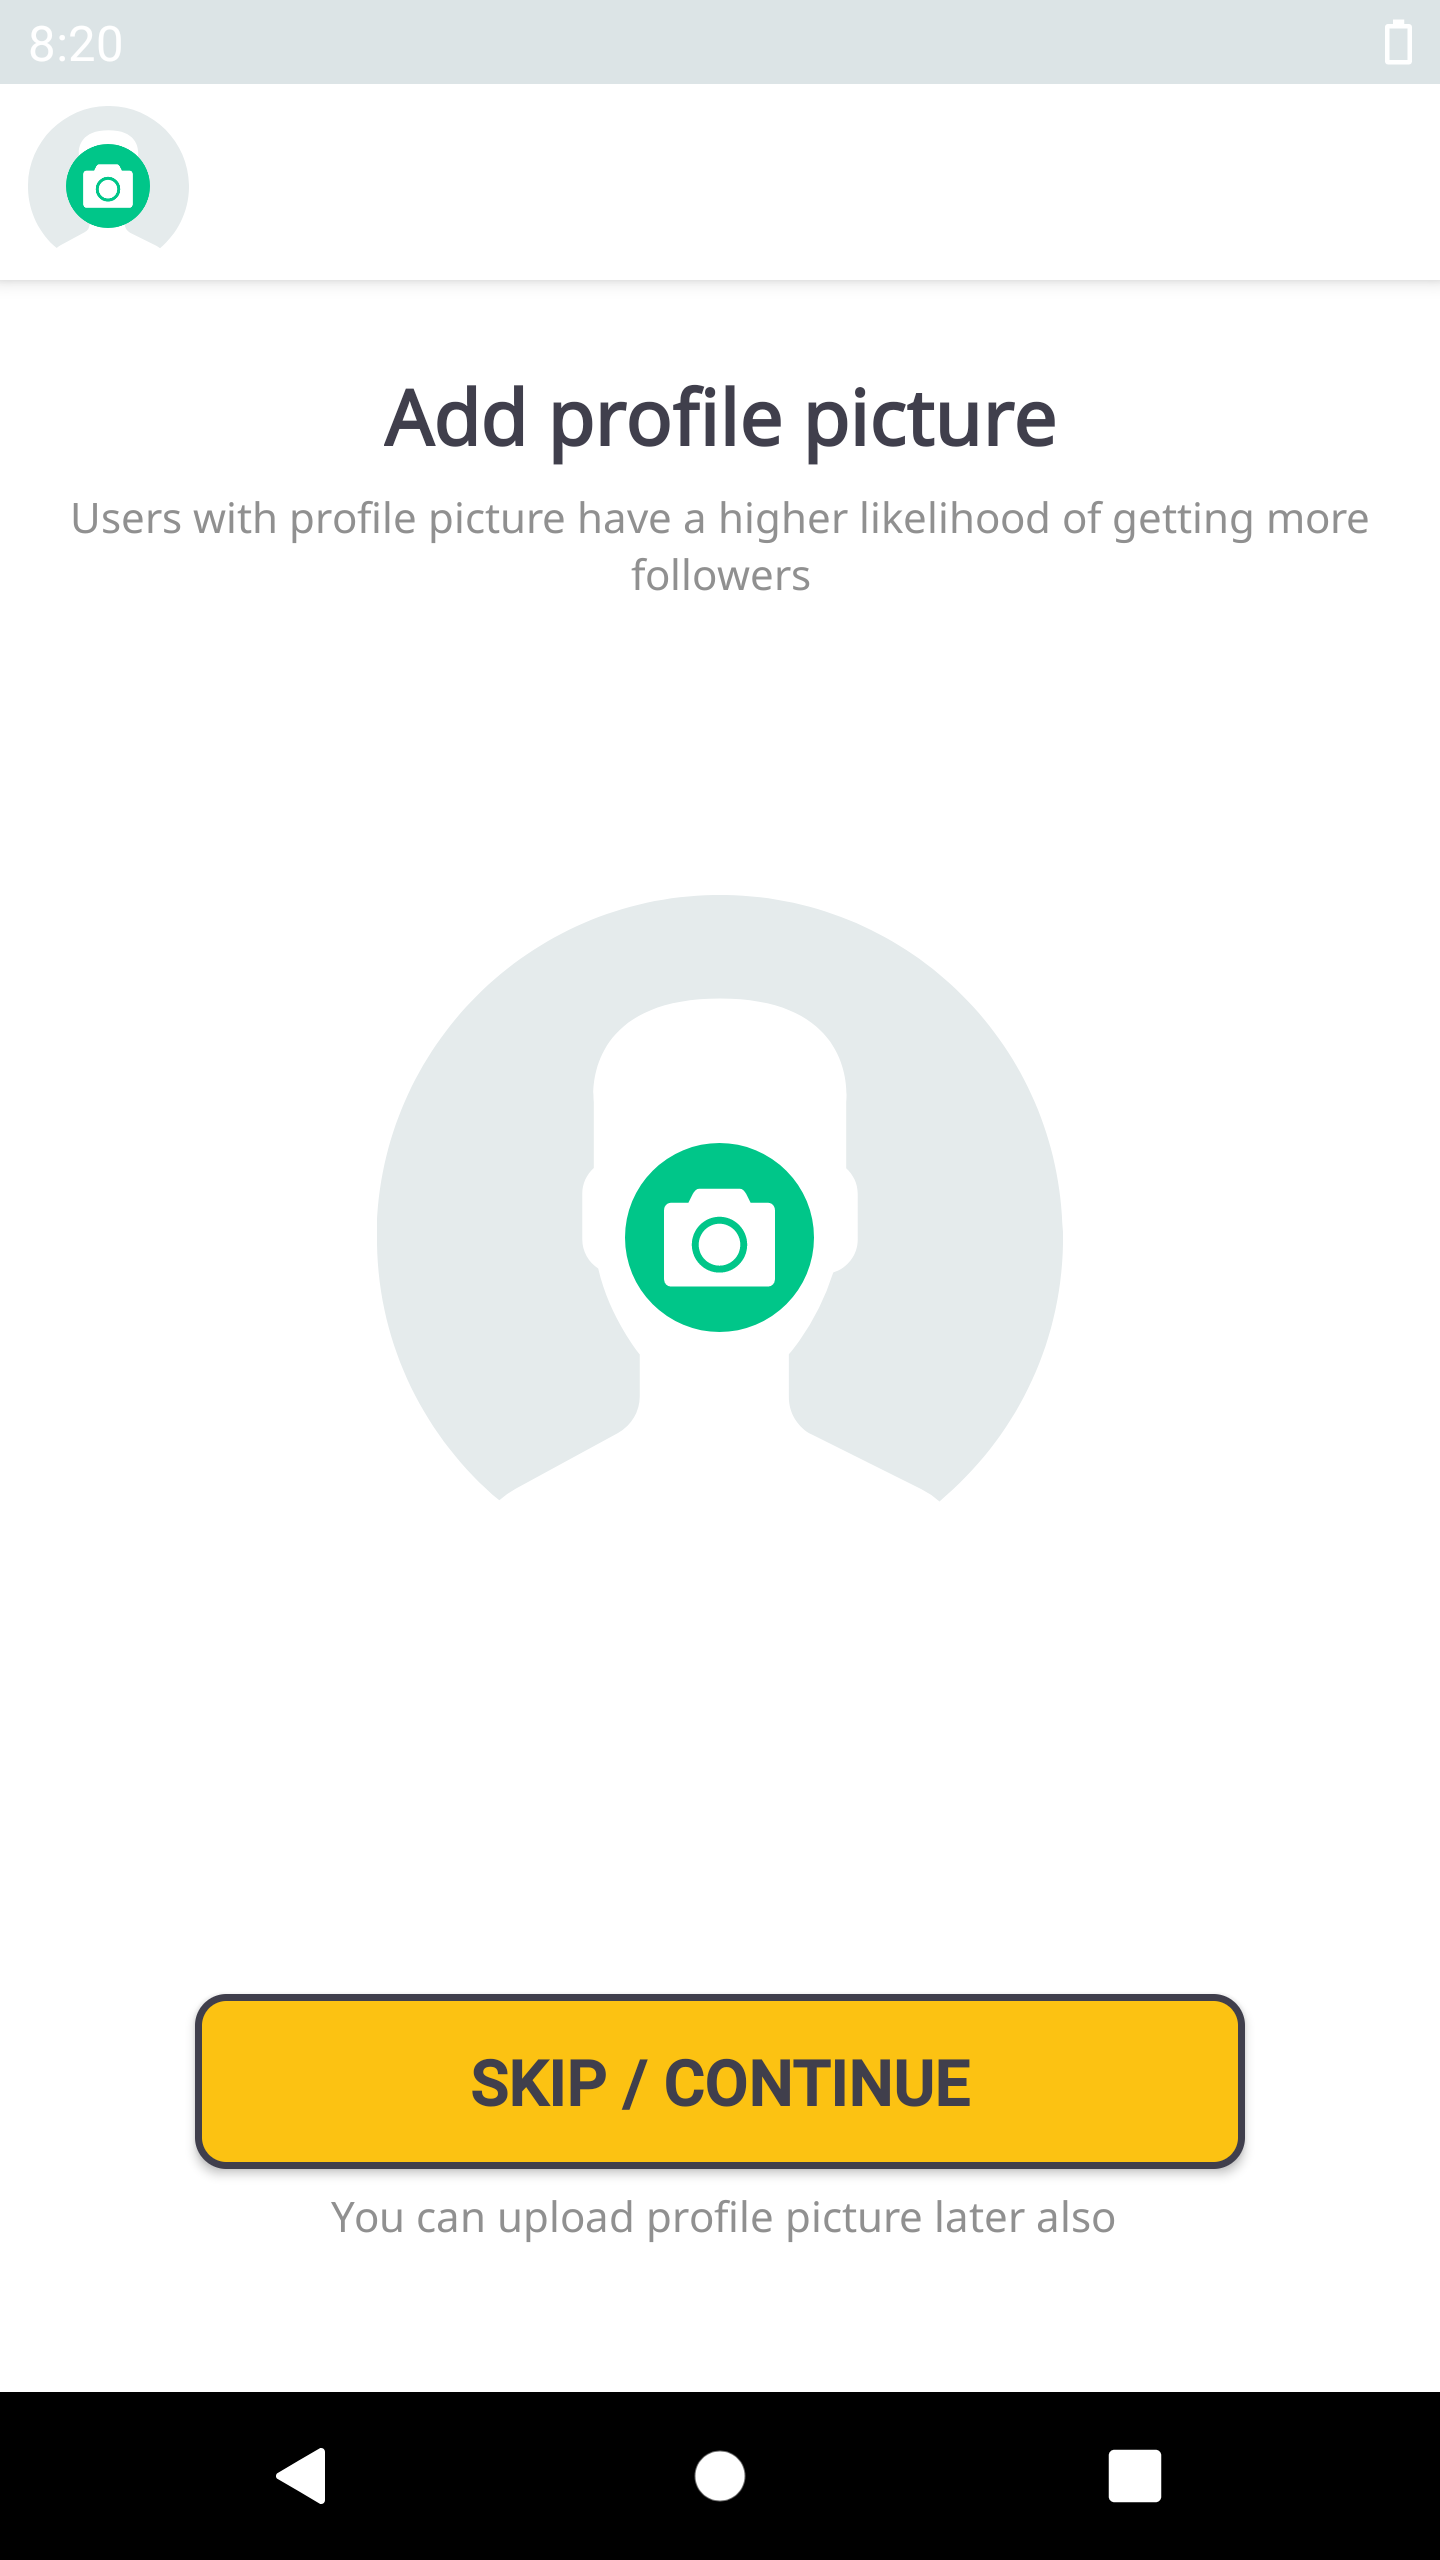 8:20
Add profile picture
Users with profile picture have a higher likelihood of getting more
followers
SKIP / CONTINUE
You can upload profile picture later also